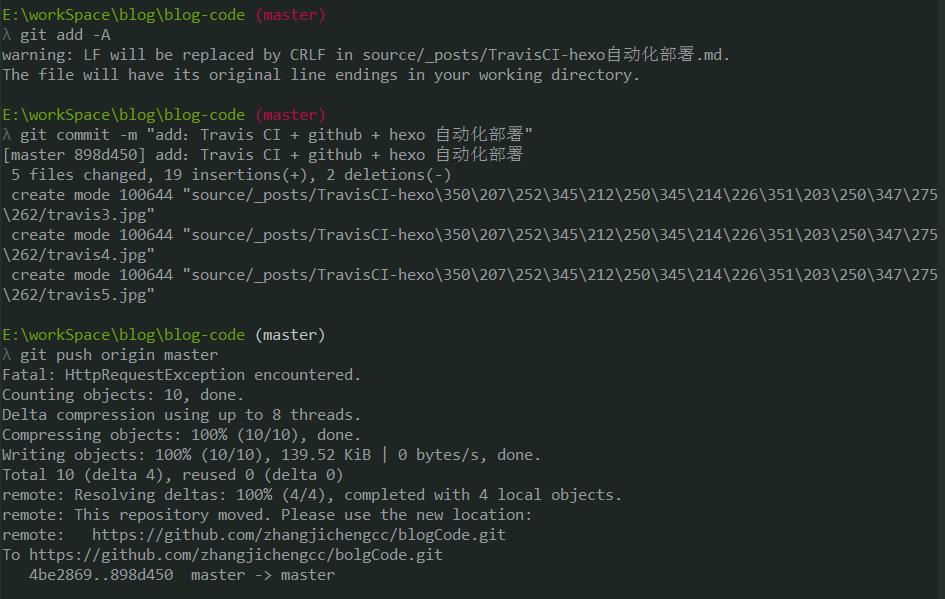 E:\workSpace\blog\blog-code (master)
λ git add -A
warning: LF will be replaced by CRLF in source/_posts/TravisCI-hexo自动化部署.md.
The file will have its original line endings in your working directory.
E:\workSpace\blog\blog-code (master)
λ git commit -m "add：Travis CI + github + hexo 自动化部署"
[master 898d450] add：Travis CI + github + hexo 自动化部署
 5 files changed, 19 insertions(+), 2 deletions(-)
 create mode 100644 "source/_posts/TravisCI-hexo\350\207\252\345\212\250\345\214\226\351\203\250\347\275
\262/travis3.jpg"
 create mode 100644 "source/_posts/TravisCI-hexo\350\207\252\345\212\250\345\214\226\351\203\250\347\275
\262/travis4.jpg"
 create mode 100644 "source/_posts/TravisCI-hexo\350\207\252\345\212\250\345\214\226\351\203\250\347\275
\262/travis5.jpg"
E:\workSpace\blog\blog-code (master)
λ git push origin master
Fatal: HttpRequestException encountered.
Counting objects: 10, done.
Delta compression using up to 8 threads.
Compressing objects: 100% (10/10), done.
Writing objects: 100% (10/10), 139.52 KiB | 0 bytes/s, done.
Total 10 (delta 4), reused 0 (delta 0)
remote: Resolving deltas: 100% (4/4), completed with 4 local objects.
remote: This repository moved. Please use the new location:
remote:   https://github.com/zhangjichengcc/blogCode.git
To https://github.com/zhangjichengcc/bolgCode.git
   4be2869..898d450  master -> master